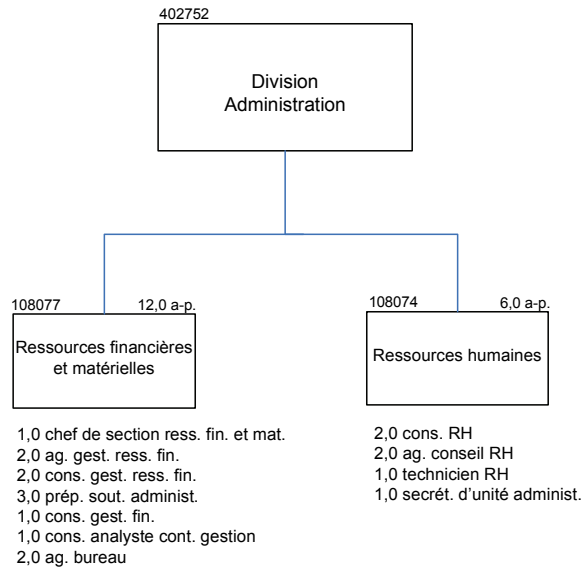 402752
Division
Administration
108077 12,0 a-p.
Ressources financières
et matérielles
1,0 chef de section ress. fin. et mat.
2,0 ag. gest. ress. fin.
2,0 cons. gest. ress. fin.
3,0 prép. sout. administ.
1,0 cons. gest. fin.
1,0 cons. analyste cont. gestion
2,0 ag. bureau
108074 6,0 a-p.
Ressources humaines
2,0 cons. RH
2,0 ag. conseil RH
1,0 technicien RH
1,0 secrét. d’unité administ.